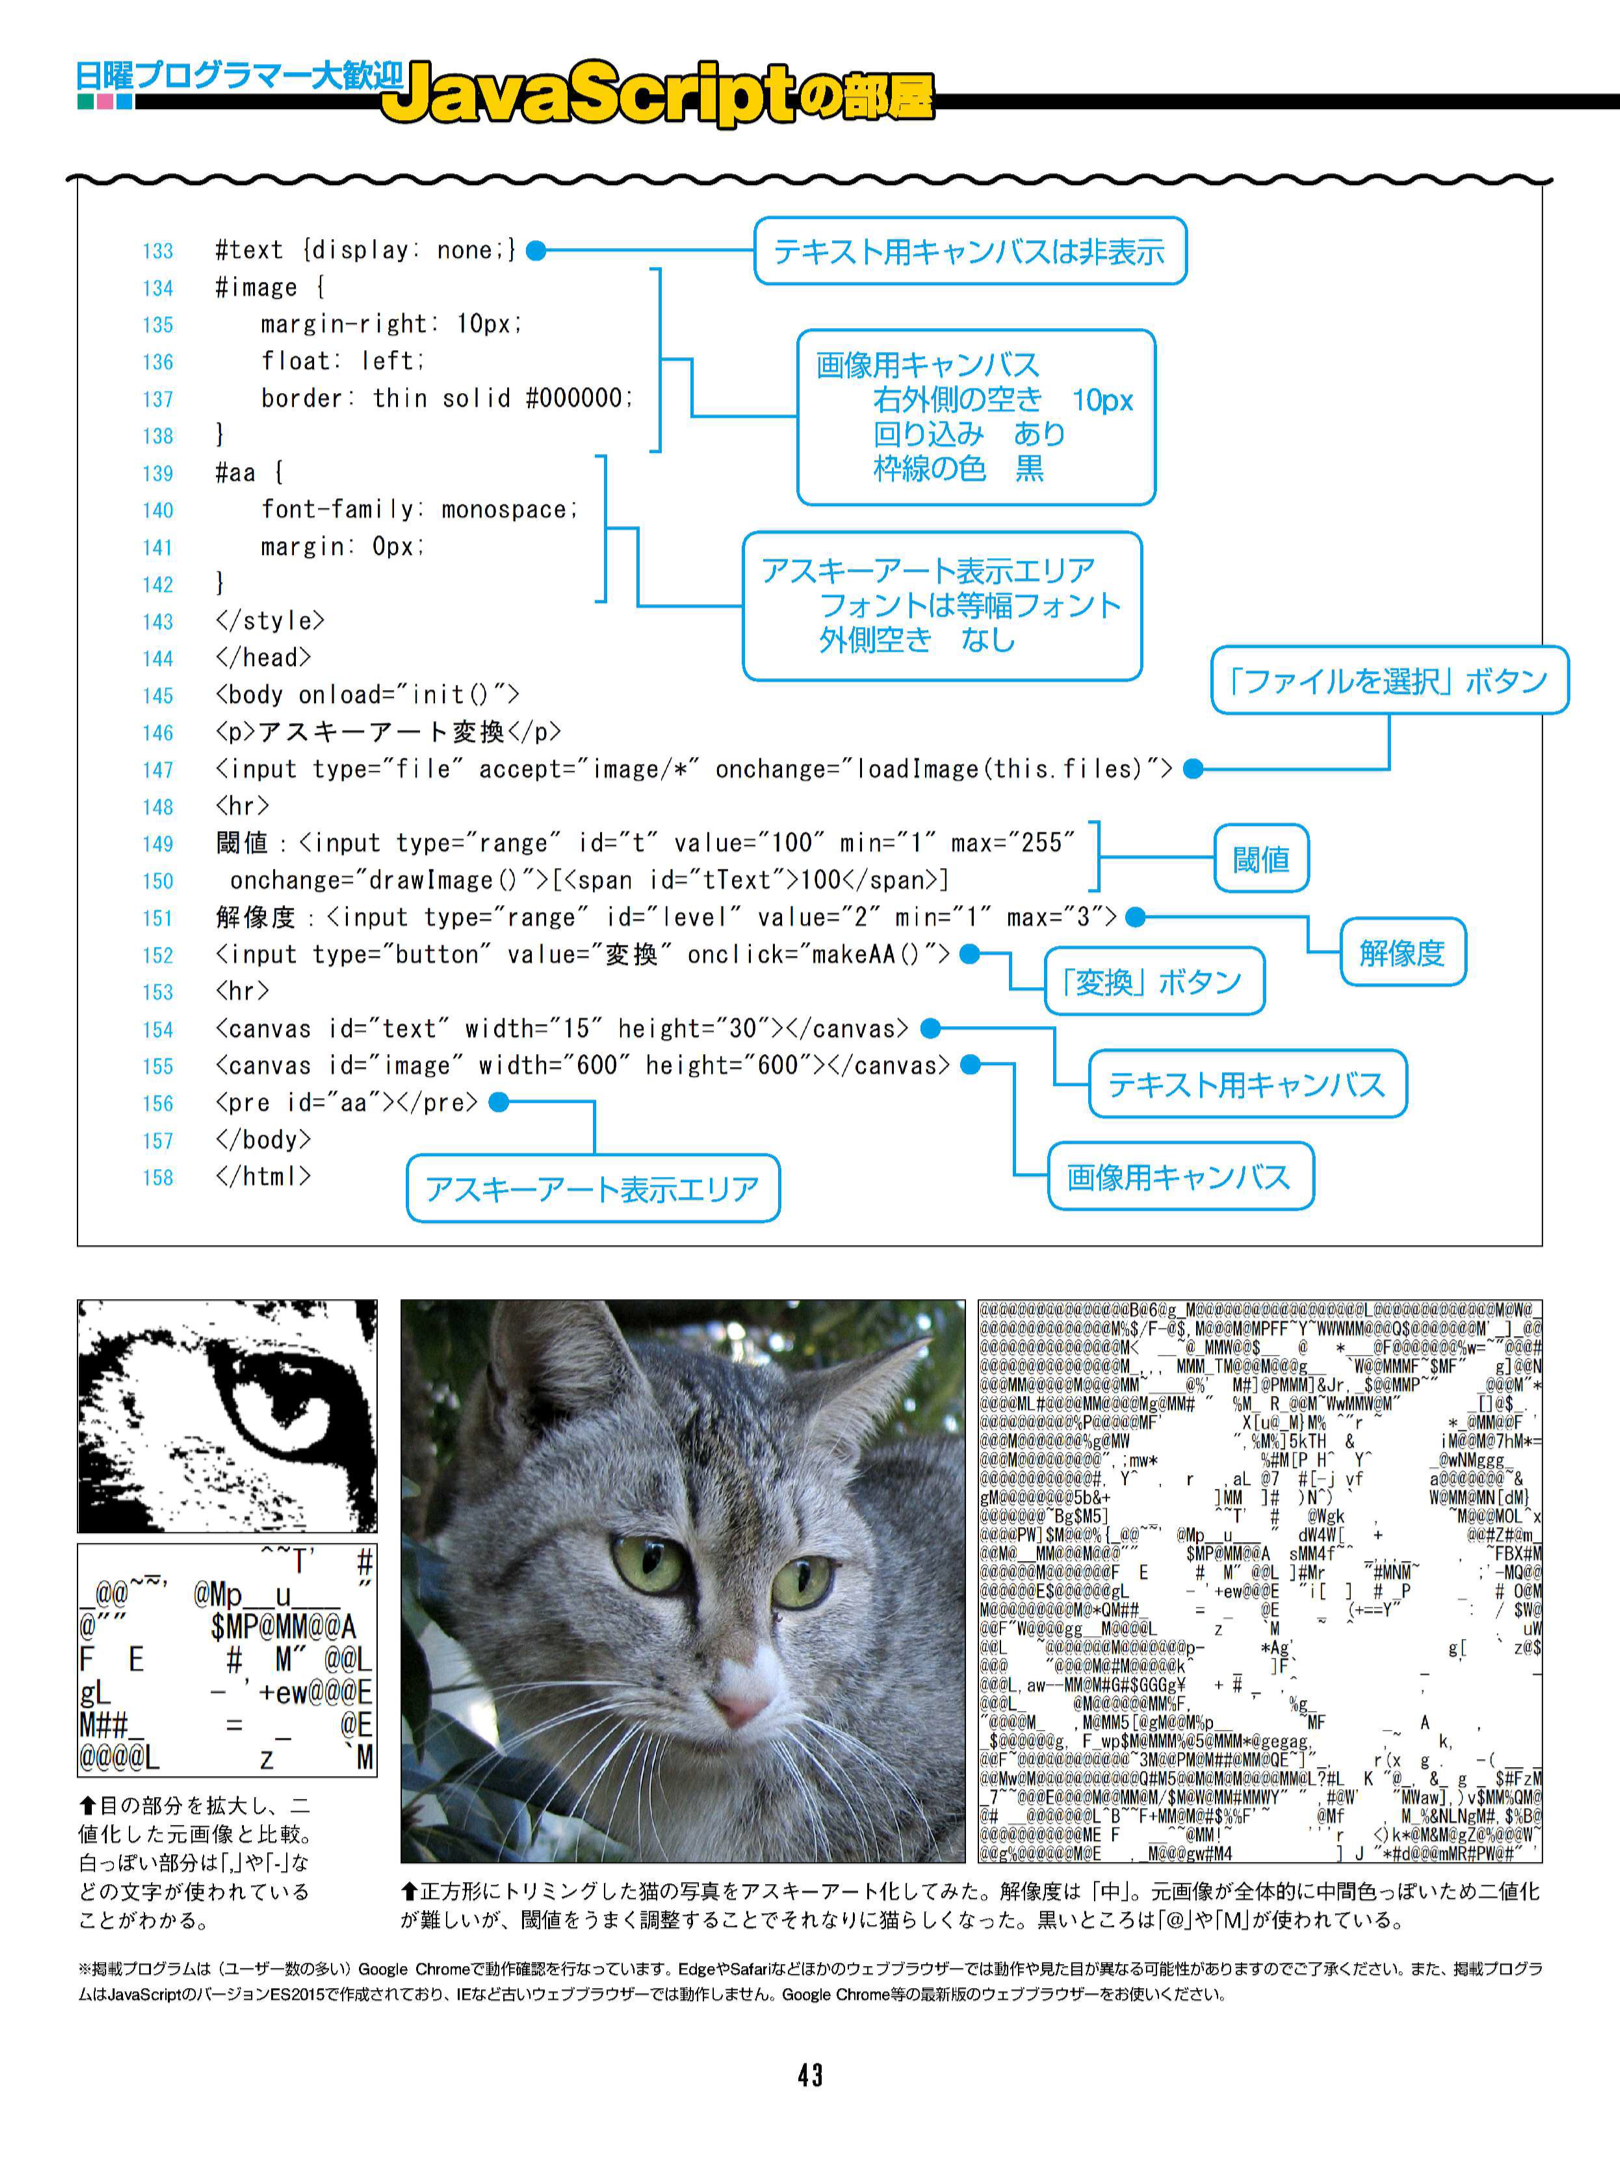 日曜プログラマー大歓迎
JavaScriptの部屋
133 #text {display: none;}
テキスト用キャンバスは非表示
134 #image {
135 margin-right: 10px;
136 float: left;
137 border: thin solid #000000;
138 }
画像用キャンバス
右外側の空き 10px
回り込み あり
枠線の色 黒
139 #aa {
140 font-family: monospace;
141 margin: 0px;
142 }
アスキーアート表示エリア
フォントは等幅フォント
外側空き なし
143 </style>
144 </head>
145 <body onload="init()">
146 <p>アスキーアート変換</p>
147 <input type="file" accept="image/*" onchange="loadImage(this.files)">
「ファイルを選択」ボタン
148 <hr>
149 閾値：<input type="range" id="t" value="100" min="1" max="255"
150 onchange="drawImage()">[<span id="tText">100</span>]
閾値
151 解像度：<input type="range" id="level" value="2" min="1" max="3">
解像度
152 <input type="button" value="変換" onclick="makeAA()">
「変換」ボタン
153 <hr>
154 <canvas id="text" width="15" height="30"></canvas>
テキスト用キャンバス
155 <canvas id="image" width="600" height="600"></canvas>
画像用キャンバス
156 <pre id="aa"></pre>
アスキーアート表示エリア
157 </body>
158 </html>
⬆目の部分を拡大し、二
値化した元画像と比較。
白っぽい部分は「,」や「-」な
どの文字が使われている
ことがわかる。
⬆正方形にトリミングした猫の写真をアスキーアート化してみた。解像度は「中」。元画像が全体的に中間色っぽいため二値化
が難しいが、閾値をうまく調整することでそれなりに猫らしくなった。黒いところは「@」や「M」が使われている。
※掲載プログラムは（ユーザー数の多い）Google Chromeで動作確認を行なっています。EdgeやSafariなどほかのウェブブラウザーでは動作や見た目が異なる可能性がありますのでご了承ください。また、掲載プログラ
ムはJavaScriptのバージョンES2015で作成されており、IEなど古いウェブブラウザーでは動作しません。Google Chrome等の最新版のウェブブラウザーをお使いください。
43